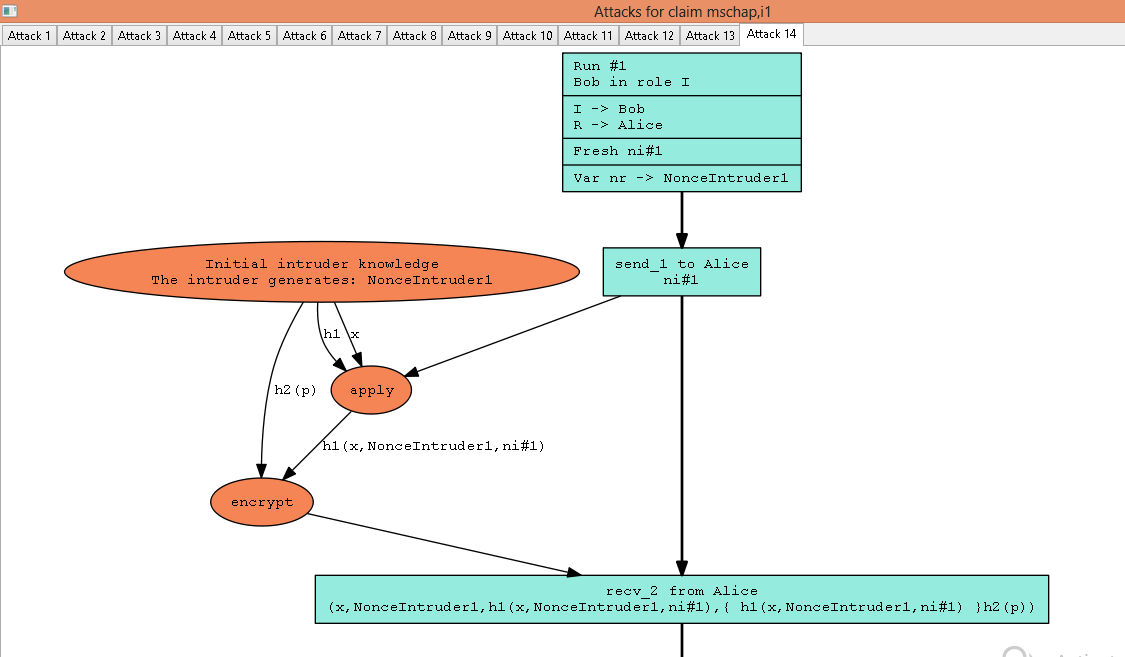 Attacks for claim mschap,i1
Attack 1 Attack 2 Attack 3 Attack 4 Attack 5 Attack 6 Attack 7 Attack 8 Attack 9 Attack 10 Attack 11 Attack 12 Attack 13 Attack 14
Run #1
Bob in role I
I -> Bob
R -> Alice
Fresh ni#1
Var nr -> NonceIntruder1
send_1 to Alice
ni#1
Initial intruder knowledge
The intruder generates: NonceIntruder1
h1 x
h2(p)
apply
h1(x,NonceIntruder1,ni#1)
encrypt
recv_2 from Alice
(x,NonceIntruder1,h1(x,NonceIntruder1,ni#1),{ h1(x,NonceIntruder1,ni#1) }h2(p))